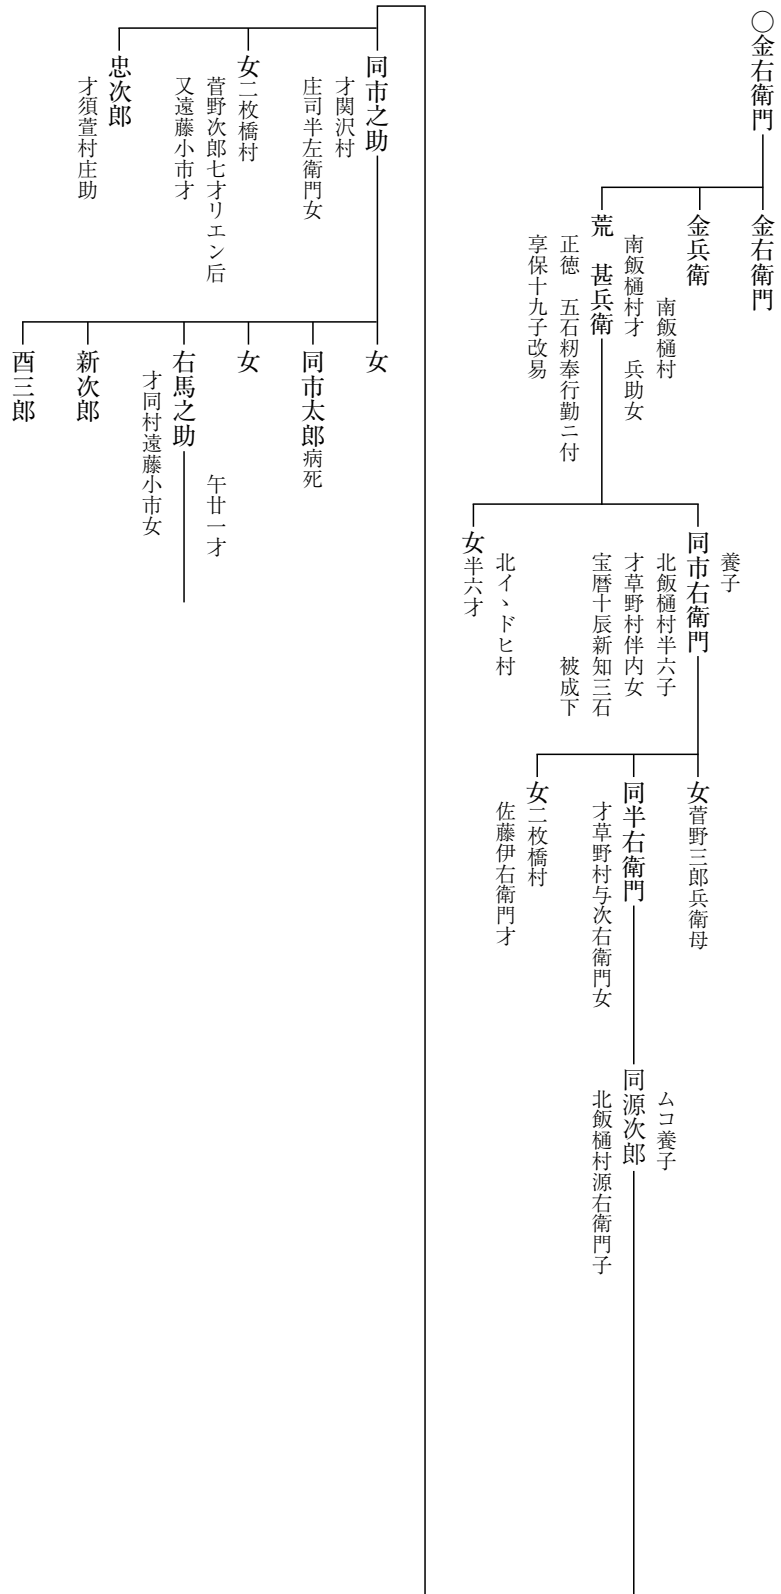 ○金右衛門
金右衛門
金兵衛
南飯樋村
南飯樋村才　兵助女
荒　甚兵衛
正徳　五石籾奉行勤ニ付
享保十九子改易
養子
同市右衛門
北飯樋村半六子
才草野村伴内女
宝暦十辰新知三石
被成下
北イヽドヒ村
女半六才
女菅野三郎兵衛母
同半右衛門
才草野村与次右衛門女
女二枚橋村
佐藤伊右衛門才
ムコ養子
同源次郎
北飯樋村源右衛門子
同市之助
才関沢村
庄司半左衛門女
女二枚橋村
菅野次郎七才リエン后
又遠藤小市才
忠次郎
才須萱村庄助
女
同市太郎病死
女
午廿一才
右馬之助
才同村遠藤小市女
新次郎
酉三郎